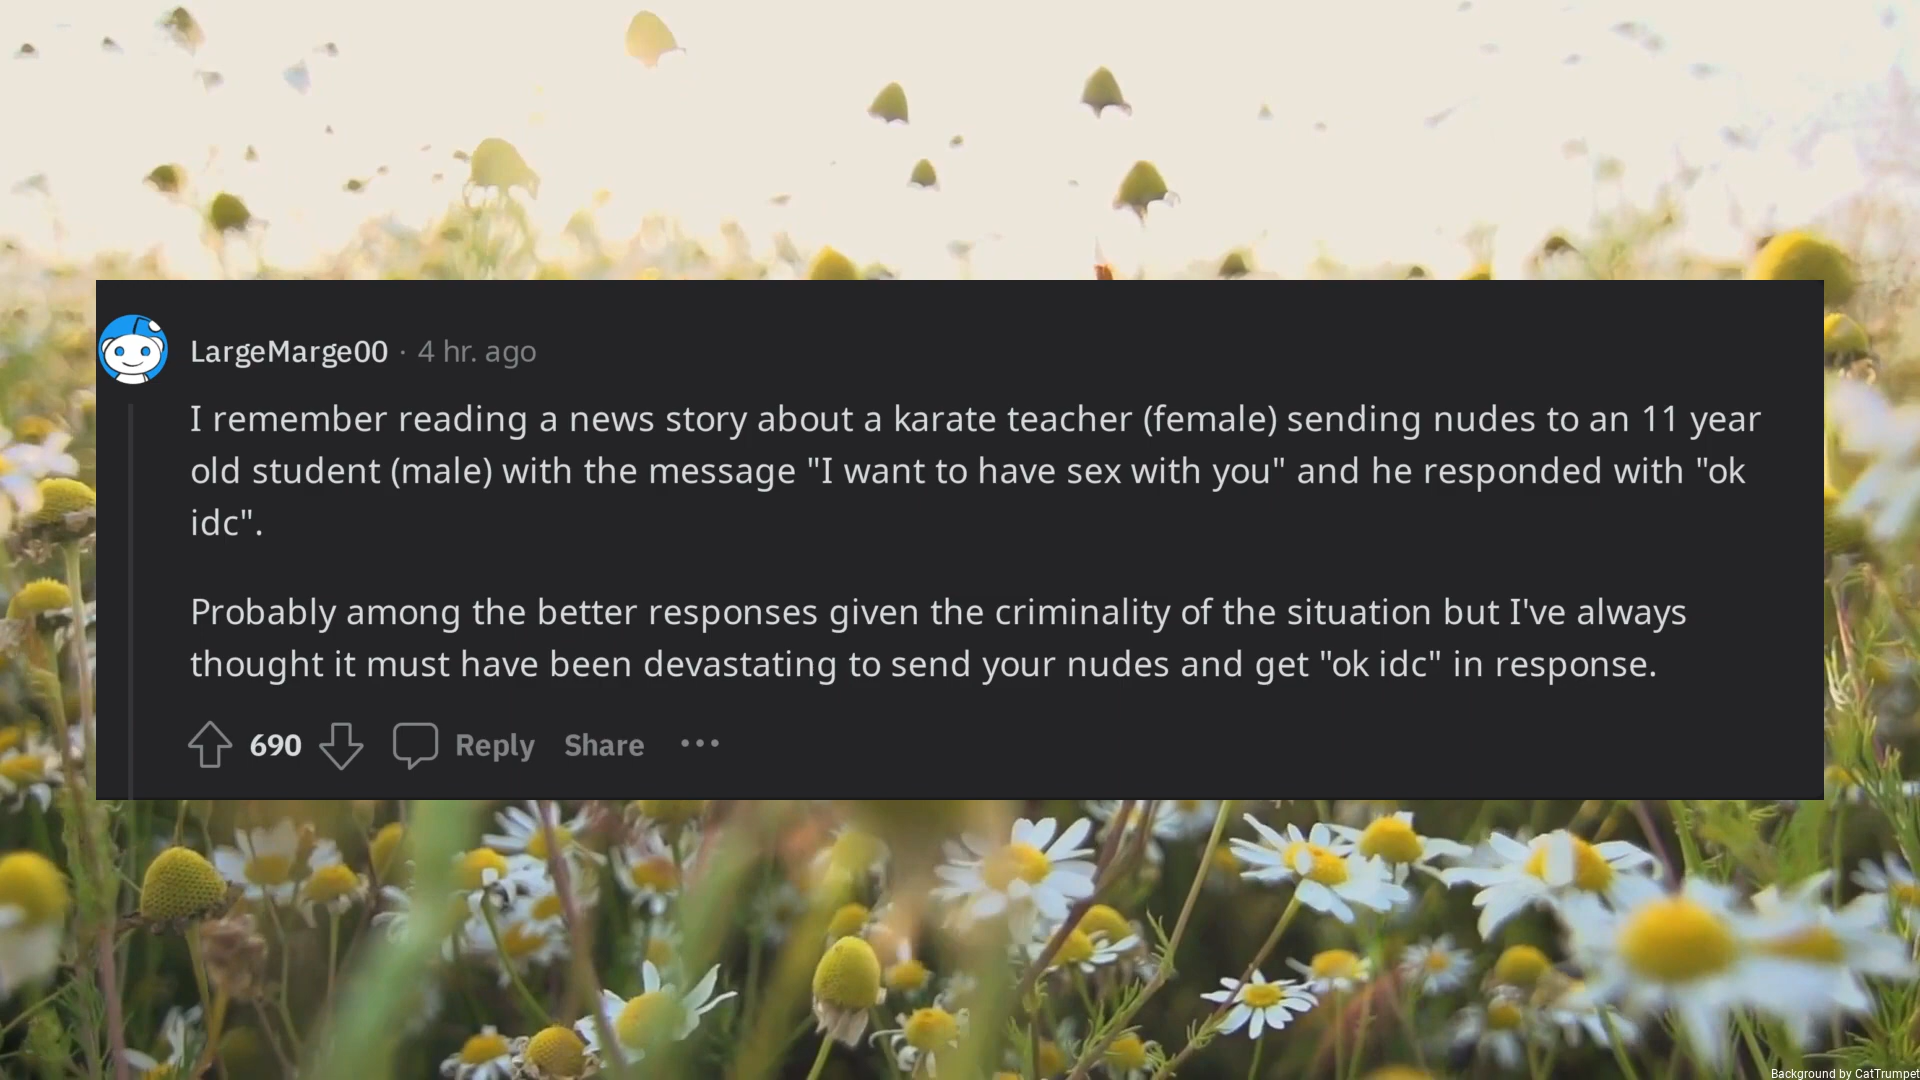 LargeMarge00 · 4 hr. ago
I remember reading a news story about a karate teacher (female) sending nudes to an 11 year
old student (male) with the message "I want to have sex with you" and he responded with "ok
idc".
Probably among the better responses given the criminality of the situation but I've always
thought it must have been devastating to send your nudes and get "ok idc" in response.
690 Reply Share ...
Background by CatTrumpet